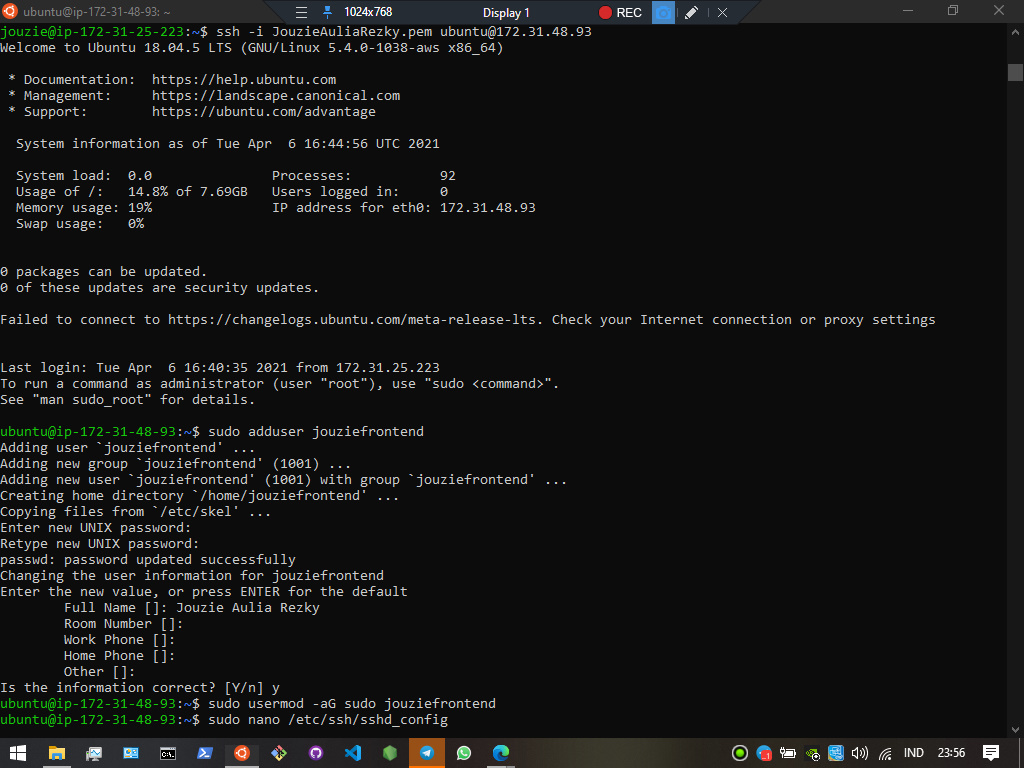 ubuntu@ip-172-31-48-93: ~
1024x768
Display 1
REC
jouzie@ip-172-31-25-223:~$ ssh -i JouzieAuliaRezky.pem ubuntu@172.31.48.93
Welcome to Ubuntu 18.04.5 LTS (GNU/Linux 5.4.0-1038-aws x86_64)
* Documentation:  https://help.ubuntu.com
* Management:     https://landscape.canonical.com
* Support:        https://ubuntu.com/advantage
System information as of Tue Apr  6 16:44:56 UTC 2021
System load:  0.0                Processes:           92
Usage of /:   14.8% of 7.69GB   Users logged in:     0
Memory usage: 19%               IP address for eth0: 172.31.48.93
Swap usage:   0%
0 packages can be updated.
0 of these updates are security updates.
Failed to connect to https://changelogs.ubuntu.com/meta-release-lts. Check your Internet connection or proxy settings
Last login: Tue Apr  6 16:40:35 2021 from 172.31.25.223
To run a command as administrator (user "root"), use "sudo <command>".
See "man sudo_root" for details.
ubuntu@ip-172-31-48-93:~$ sudo adduser jouziefrontend
Adding user `jouziefrontend' ...
Adding new group `jouziefrontend' (1001) ...
Adding new user `jouziefrontend' (1001) with group `jouziefrontend' ...
Creating home directory `/home/jouziefrontend' ...
Copying files from `/etc/skel' ...
Enter new UNIX password:
Retype new UNIX password:
passwd: password updated successfully
Changing the user information for jouziefrontend
Enter the new value, or press ENTER for the default
Full Name []: Jouzie Aulia Rezky
Room Number []:
Work Phone []:
Home Phone []:
Other []:
Is the information correct? [Y/n] y
ubuntu@ip-172-31-48-93:~$ sudo usermod -aG sudo jouziefrontend
ubuntu@ip-172-31-48-93:~$ sudo nano /etc/ssh/sshd_config
IND
23:56